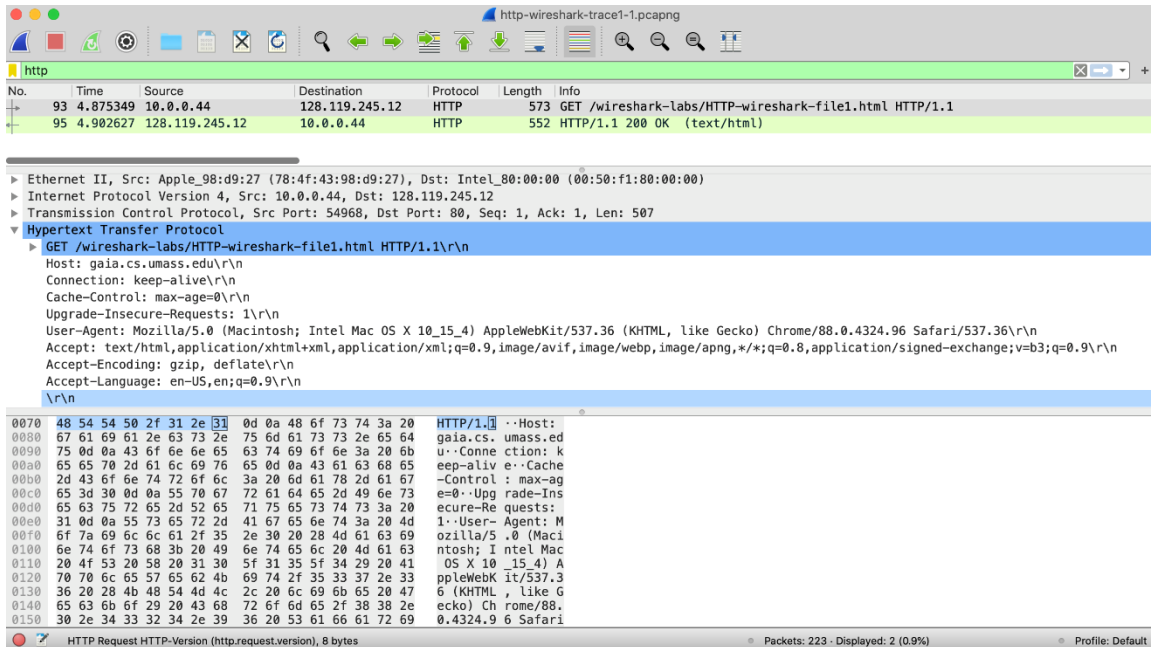 http-wireshark-trace1-1.pcapng
http
No. Time Source Destination Protocol Length Info
93 4.875349 10.0.0.44 128.119.245.12 HTTP 573 GET /wireshark-labs/HTTP-wireshark-file1.html HTTP/1.1
95 4.902627 128.119.245.12 10.0.0.44 HTTP 552 HTTP/1.1 200 OK (text/html)
Ethernet II, Src: Apple_98:d9:27 (78:4f:43:98:d9:27), Dst: Intel_80:00:00 (00:50:f1:80:00:00)
Internet Protocol Version 4, Src: 10.0.0.44, Dst: 128.119.245.12
Transmission Control Protocol, Src Port: 54968, Dst Port: 80, Seq: 1, Ack: 1, Len: 507
Hypertext Transfer Protocol
GET /wireshark-labs/HTTP-wireshark-file1.html HTTP/1.1\r\n
Host: gaia.cs.umass.edu\r\n
Connection: keep-alive\r\n
Cache-Control: max-age=0\r\n
Upgrade-Insecure-Requests: 1\r\n
User-Agent: Mozilla/5.0 (Macintosh; Intel Mac OS X 10_15_4) AppleWebKit/537.36 (KHTML, like Gecko) Chrome/88.0.4324.96 Safari/537.36\r\n
Accept: text/html,application/xhtml+xml,application/xml;q=0.9,image/avif,image/webp,image/apng,*/*;q=0.8,application/signed-exchange;v=b3;q=0.9\r\n
Accept-Encoding: gzip, deflate\r\n
Accept-Language: en-US,en;q=0.9\r\n
\r\n
0070 48 54 54 50 2f 31 2e 31 0d 0a 48 6f 73 74 3a 20 HTTP/1.1 ··Host:
0080 67 61 69 61 2e 63 73 2e 75 6d 61 73 73 2e 65 64 gaia.cs. umass.ed
0090 75 0d 0a 43 6f 6e 6e 65 63 74 69 6f 6e 3a 20 6b u··Conne ction: k
00a0 65 65 70 2d 61 6c 69 76 65 0d 0a 43 61 63 68 65 eep-aliv e··Cache
00b0 2d 43 6f 6e 74 72 6f 6c 3a 20 6d 61 78 2d 61 67 -Control : max-ag
00c0 65 3d 30 0d 0a 55 70 67 72 61 64 65 2d 49 6e 73 e=0··Upg rade-Ins
00d0 65 63 75 72 65 2d 52 65 71 75 65 73 74 73 3a 20 ecure-Re quests:
00e0 31 0d 0a 55 73 65 72 2d 41 67 65 6e 74 3a 20 4d 1··User- Agent: M
00f0 6f 7a 69 6c 6c 61 2f 35 2e 30 20 28 4d 61 63 69 ozilla/5 .0 (Maci
0100 6e 74 6f 73 68 3b 20 49 6e 74 65 6c 20 4d 61 63 ntosh; I ntel Mac
0110 20 4f 53 20 58 20 31 30 5f 31 35 5f 34 29 20 41 OS X 10 _15_4) A
0120 70 70 6c 65 57 65 62 4b 69 74 2f 35 33 37 2e 33 ppleWebK it/537.3
0130 36 20 28 4b 48 54 4d 4c 2c 20 6c 69 6b 65 20 47 6 (KHTML , like G
0140 65 63 6b 6f 29 20 43 68 72 6f 6d 65 2f 38 38 2e ecko) Ch rome/88.
0150 30 2e 34 33 32 34 2e 39 36 20 53 61 66 61 72 69 0.4324.9 6 Safari
HTTP Request HTTP-Version (http.request.version), 8 bytes Packets: 223 · Displayed: 2 (0.9%) Profile: Default